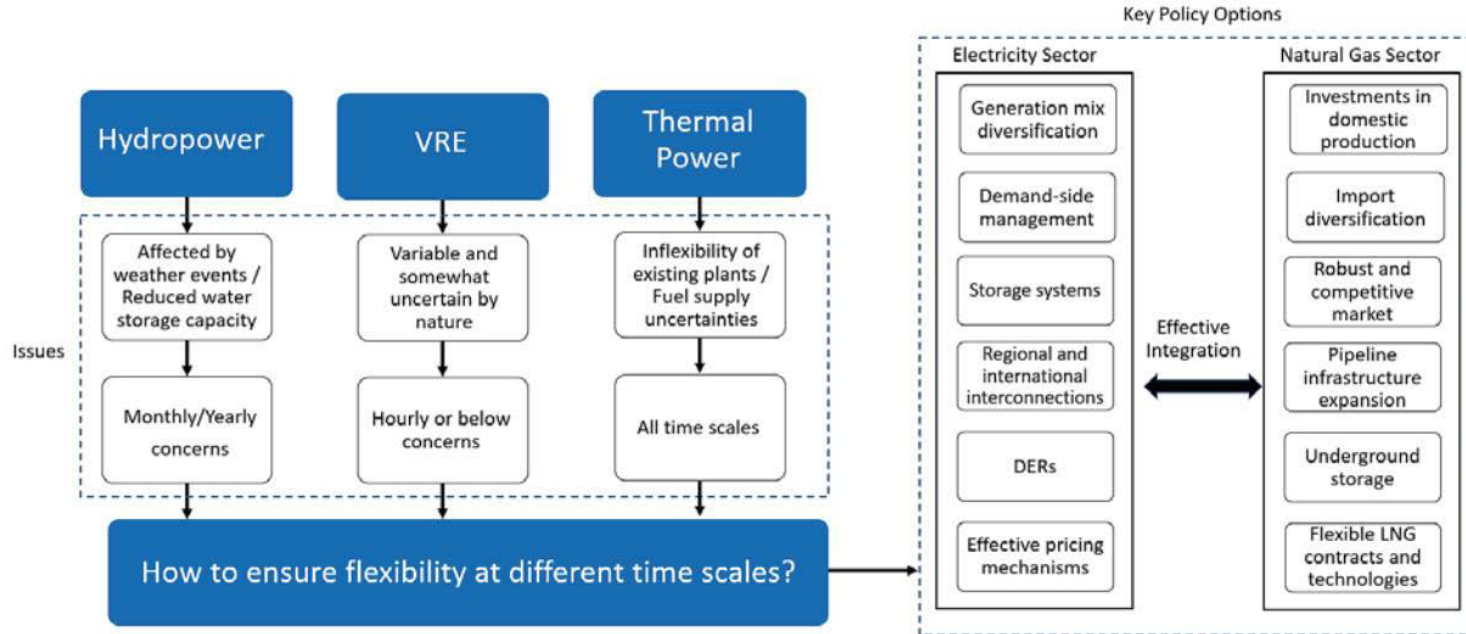 Key Policy Options
Electricity Sector
Natural Gas Sector
Hydropower
VRE
Thermal
Power
Issues
Affected by
weather events /
Reduced water
storage capacity
Variable and
somewhat
uncertain by
nature
Inflexibility of
existing plants /
Fuel supply
uncertainties
Monthly/Yearly
concerns
Hourly or below
concerns
All time scales
How to ensure flexibility at different time scales?
Generation mix
diversification
Demand-side
management
Storage systems
Regional and
international
interconnections
DERs
Effective pricing
mechanisms
Effective
Integration
Investments in
domestic
production
Import
diversification
Robust and
competitive
market
Pipeline
infrastructure
expansion
Underground
storage
Flexible LNG
contracts and
technologies